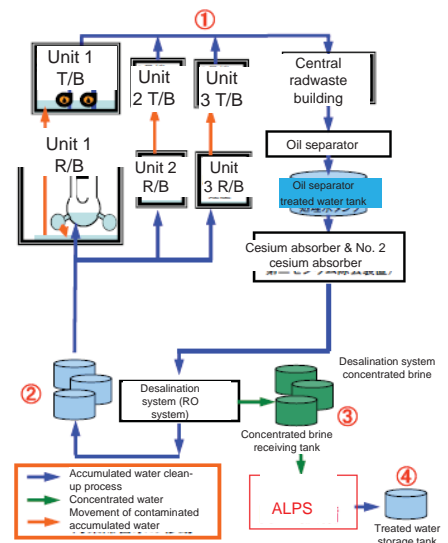 ①
Unit 1
T/B
Unit
2 T/B
Unit
3 T/B
Central
radwaste
building
Unit 1
R/B
Unit 2
R/B
Unit
3 R/B
Oil separator
Oil separator
treated water tank
Cesium absorber & No. 2
cesium absorber
②
Desalination
system (RO
system)
Desalination system
concentrated brine
③
Concentrated brine
receiving tank
Accumulated water clean-
up process
Concentrated water
Movement of contaminated
accumulated water
ALPS
④
Treated water
storage tank